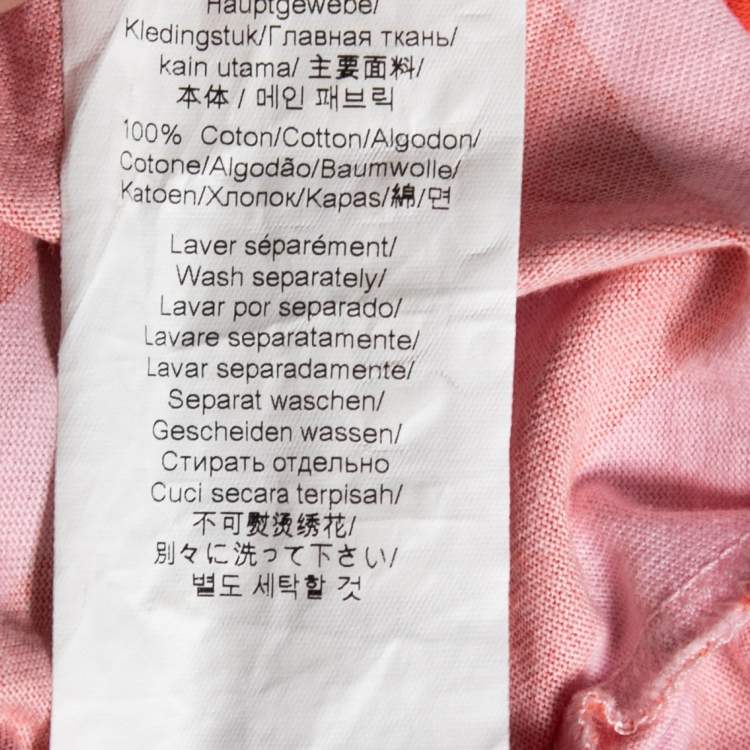 Hauptgewebe/
Kledingstuk/Главная ткань/
kain utama/ 主要面料/
本体 / 메인 패브릭
100% Coton/Cotton/Algodon/
Cotone/Algodão/Baumwolle/
Katoen/Хлопок/Kapas/綿/면
Laver séparément/
Wash separately/
Lavar por separado/
Lavare separatamente/
Lavar separadamente/
Separat waschen/
Gescheiden wassen/
Стирать отдельно
Cuci secara terpisah/
不可熨烫绣花/
別々に洗って下さい/
별도 세탁할 것